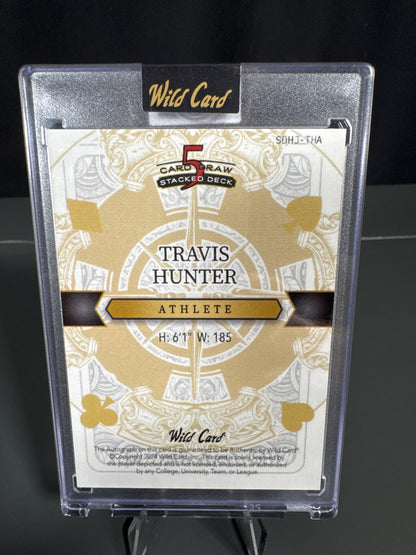 Wild Card
SDHJ-THA
5
CARD DRAW
STACKED DECK
TRAVIS
HUNTER
ATHLETE
H: 6'1" W: 185
Wild Card
The Autograph on this card is guaranteed to be Authentic by Wild Card®
© Copyright 2024 Wild Card, Inc. This card is solely licensed by
the player depicted and is not licensed, endorsed, or authorized
by any College, University, Team, or League.
35